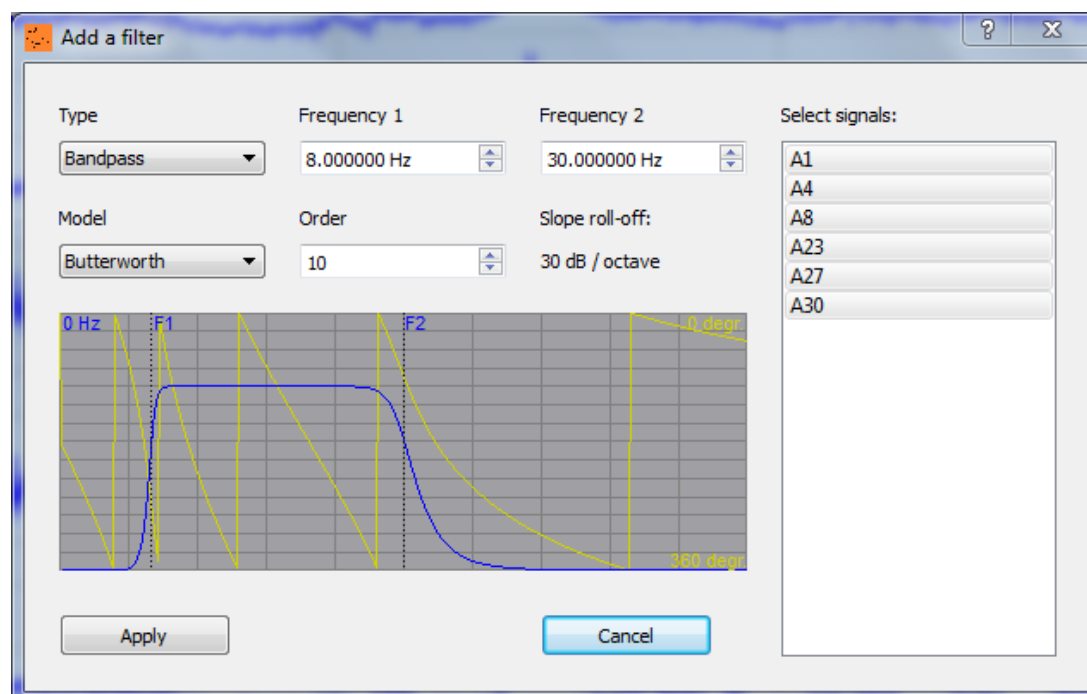 Add a filter
Type
Frequency 1
Frequency 2
Select signals:
Bandpass
8.000000 Hz
30.000000 Hz
A1
A4
A8
A23
A27
A30
Model
Order
Slope roll-off:
Butterworth
10
30 dB / octave
0 Hz
F1
F2
0 degr.
360 degr.
Apply
Cancel